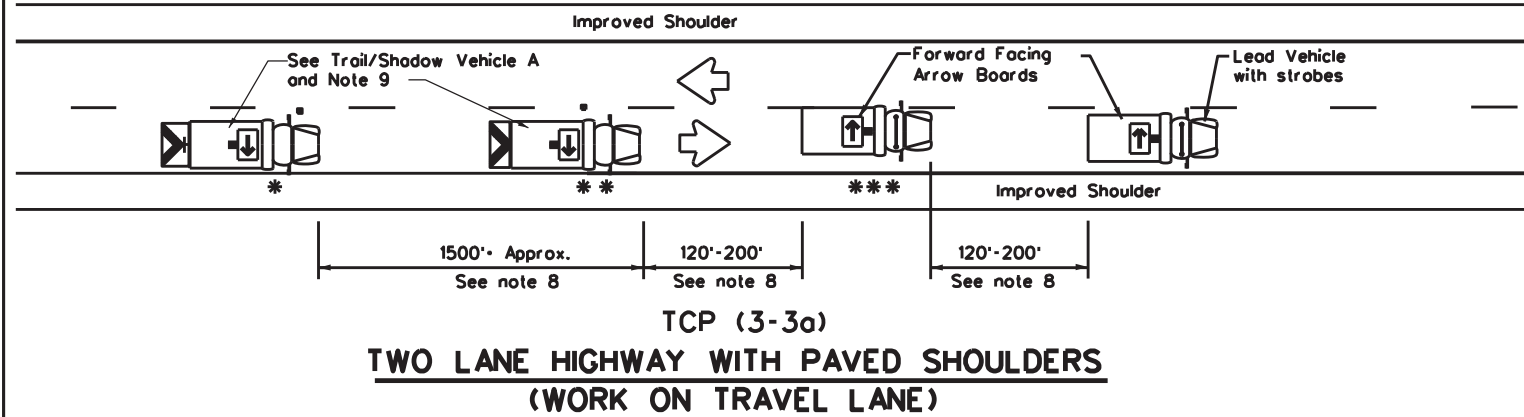 Improved Shoulder
See Trail/Shadow Vehicle A
and Note 9
Forward Facing
Arrow Boards
Lead Vehicle
with strobes
*
**
***
Improved Shoulder
1500'• Approx.
120'-200'
120'-200'
See note 8
See note 8
See note 8
TCP (3-3a)
TWO LANE HIGHWAY WITH PAVED SHOULDERS
(WORK ON TRAVEL LANE)